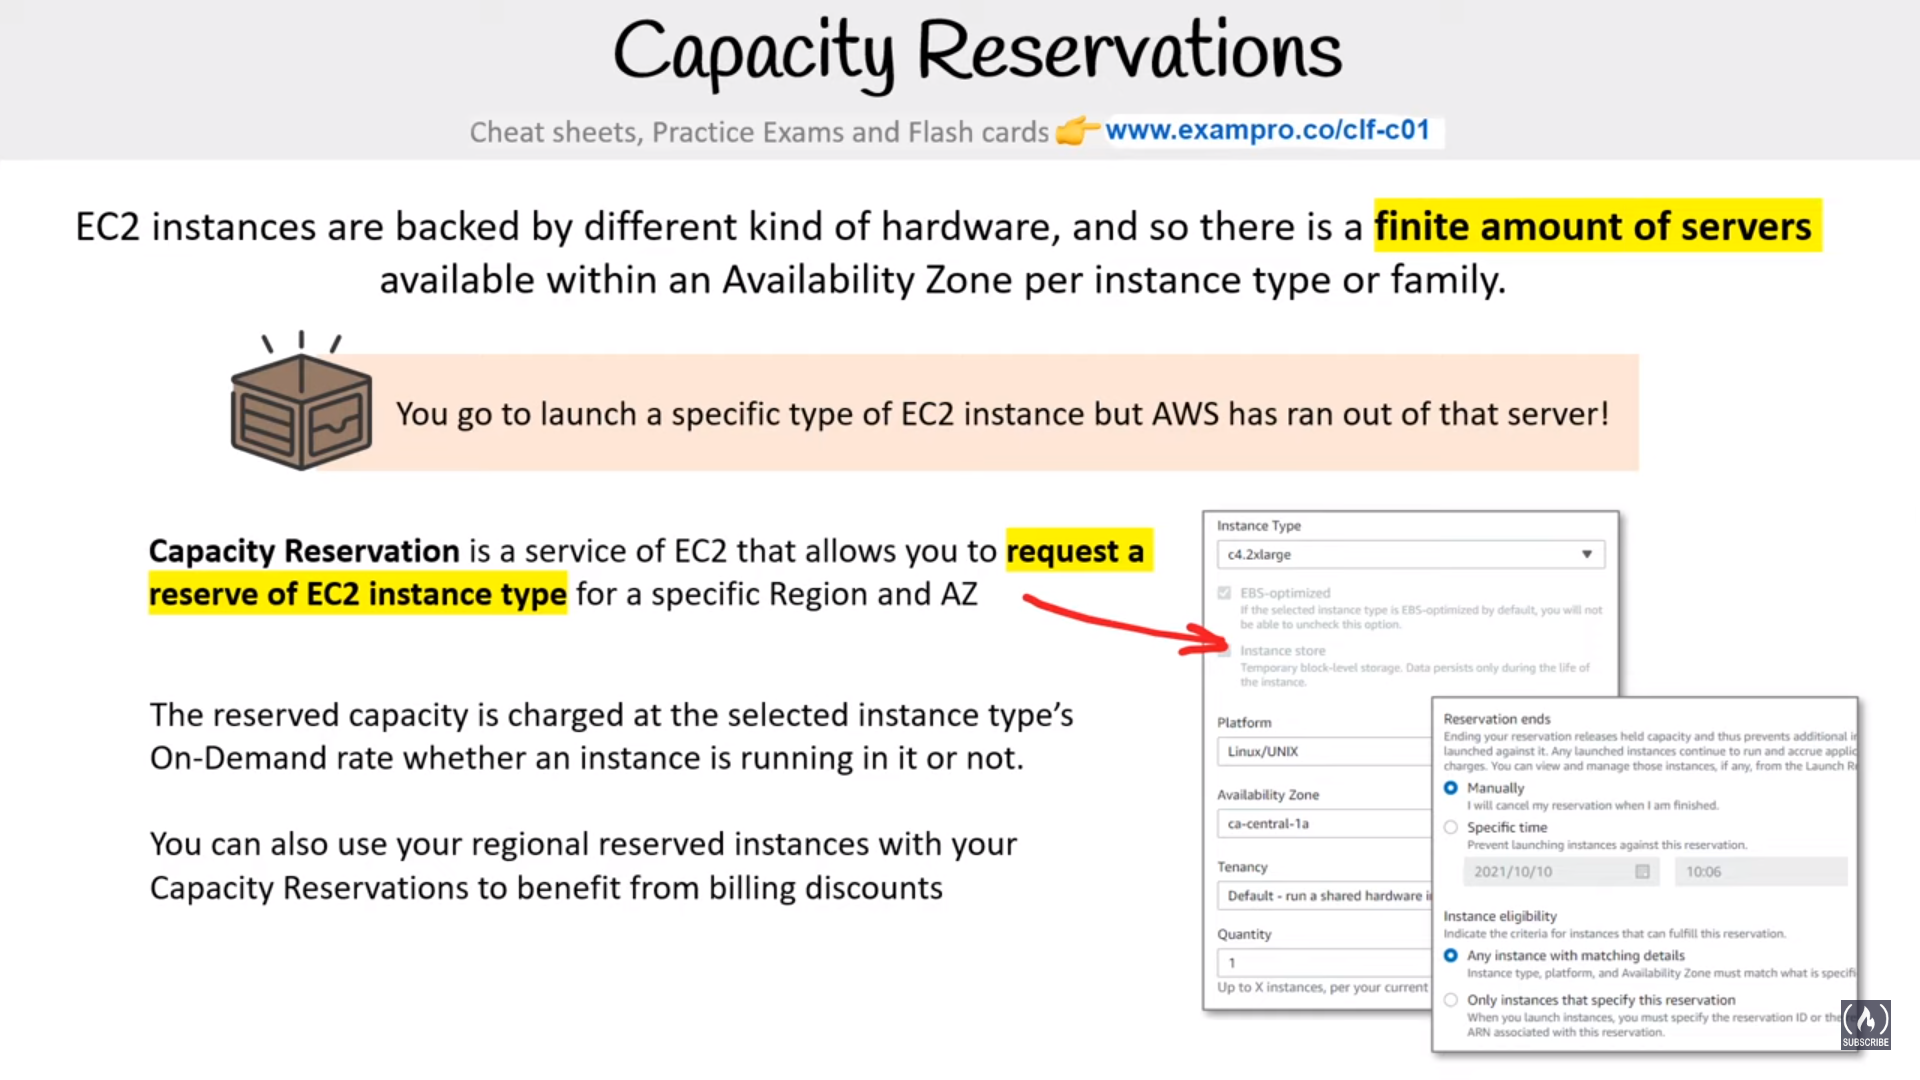 Capacity Reservations
Cheat sheets, Practice Exams and Flash cards 👉 www.exampro.co/clf-c01
EC2 instances are backed by different kind of hardware, and so there is a finite amount of servers
available within an Availability Zone per instance type or family.
You go to launch a specific type of EC2 instance but AWS has ran out of that server!
Capacity Reservation is a service of EC2 that allows you to request a
reserve of EC2 instance type for a specific Region and AZ
The reserved capacity is charged at the selected instance type's
On-Demand rate whether an instance is running in it or not.
You can also use your regional reserved instances with your
Capacity Reservations to benefit from billing discounts
Instance Type
c4.2xlarge
EBS-optimized
If the selected instance type is EBS-optimized by default, you will not
be able to uncheck this option.
Instance store
Temporary block-level storage. Data persists only during the life of
the instance.
Platform
Linux/UNIX
Availability Zone
ca-central-1a
Tenancy
Default - run a shared hardware
Quantity
1
Up to X instances, per your current
Reservation ends
Ending your reservation releases held capacity and thus prevents additional
launched against it. Any launched instances continue to run and accrue
charges. You can view and manage those instances, if any, from the Launch
Manually
I will cancel my reservation when I am finished.
Specific time
Prevent launching instances against this reservation.
2021/10/10
10:06
Instance eligibility
Indicate the criteria for instances that can fulfill this reservation.
Any instance with matching details
Instance type, platform, and Availability Zone must match what is
Only instances that specify this reservation
When you launch instances, you must specify the reservation ID or the
ARN associated with this reservation.
SUBSCRIBE